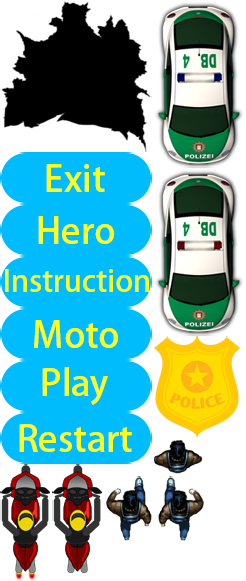 DB, 4
POLIZEI
Exit
Hero
Instruction
Moto
Play
Restart
DB, 4
POLIZEI
POLICE